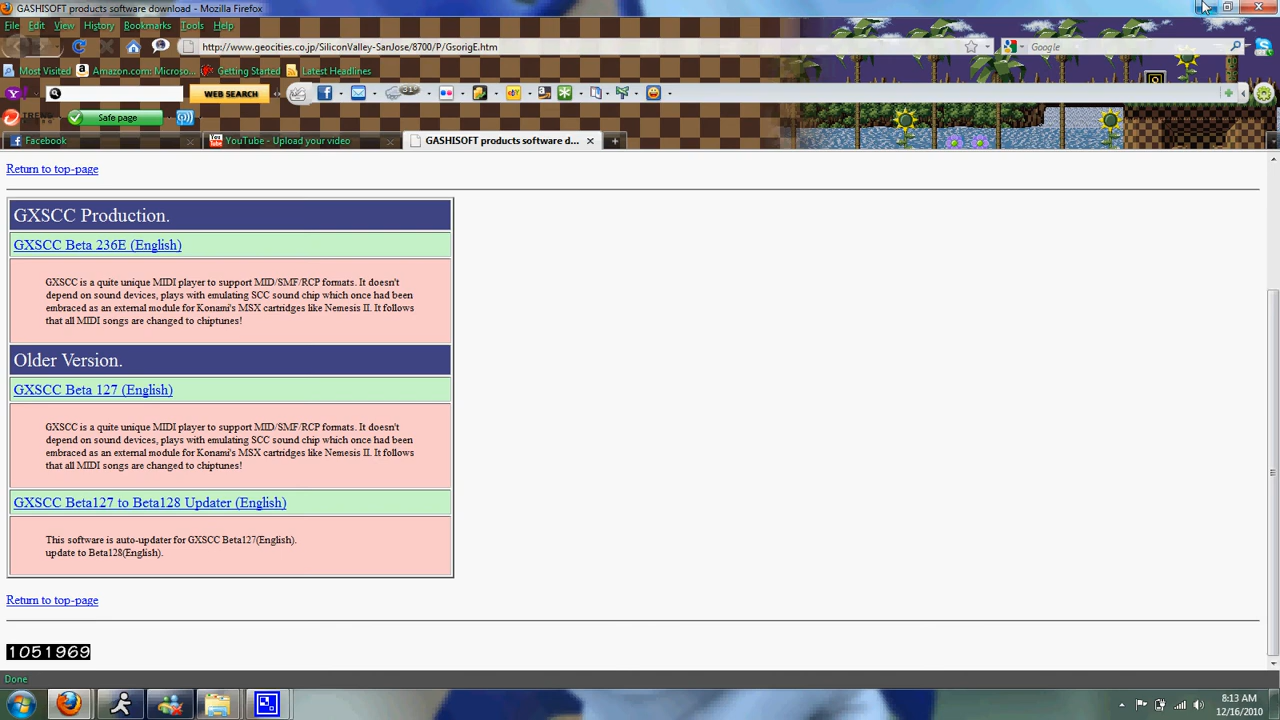 GASHISOFT products software download - Mozilla Firefox
File Edit View History Bookmarks Tools Help
http://www.geocities.co.jp/SiliconValley-SanJose/8700/P/GsorigE.htm
Google
Most Visited Amazon.com: Microso... Getting Started Latest Headlines
WEB SEARCH 31°
Safe page
Facebook YouTube - Upload your video GASHISOFT products software d...
Return to top-page
GXSCC Production.
GXSCC Beta 236E (English)
GXSCC is a quite unique MIDI player to support MID/SMF/RCP formats. It doesn't
depend on sound devices, plays with emulating SCC sound chip which once had been
embraced as an external module for Konami's MSX cartridges like Nemesis II. It follows
that all MIDI songs are changed to chiptunes!
Older Version.
GXSCC Beta 127 (English)
GXSCC is a quite unique MIDI player to support MID/SMF/RCP formats. It doesn't
depend on sound devices, plays with emulating SCC sound chip which once had been
embraced as an external module for Konami's MSX cartridges like Nemesis II. It follows
that all MIDI songs are changed to chiptunes!
GXSCC Beta127 to Beta128 Updater (English)
This software is auto-updater for GXSCC Beta127(English).
update to Beta128(English).
Return to top-page
1051969
Done
8:13 AM
12/16/2010